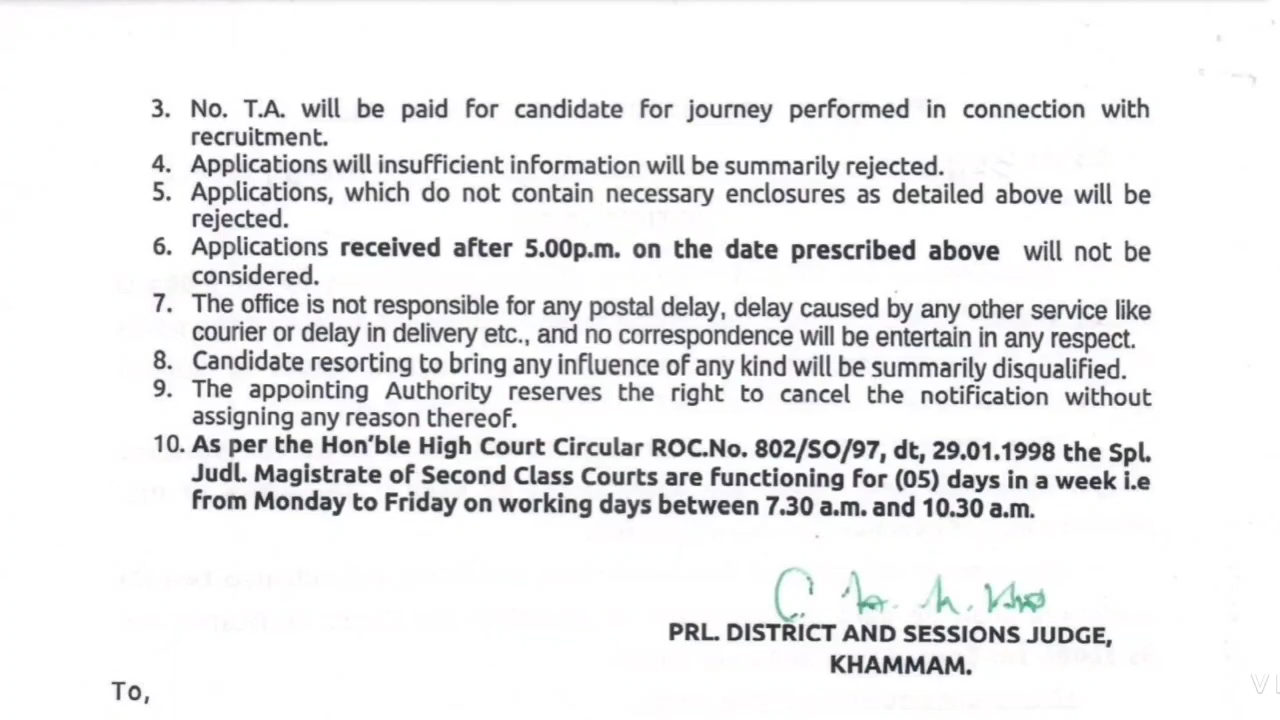 3. No. T.A. will be paid for candidate for journey performed in connection with
recruitment.
4. Applications will insufficient information will be summarily rejected.
5. Applications, which do not contain necessary enclosures as detailed above will be
rejected.
6. Applications received after 5.00p.m. on the date prescribed above will not be
considered.
7. The office is not responsible for any postal delay, delay caused by any other service like
courier or delay in delivery etc., and no correspondence will be entertain in any respect.
8. Candidate resorting to bring any influence of any kind will be summarily disqualified.
9. The appointing Authority reserves the right to cancel the notification without
assigning any reason thereof.
10. As per the Hon'ble High Court Circular ROC.No. 802/SO/97, dt, 29.01.1998 the Spl.
Judl. Magistrate of Second Class Courts are functioning for (05) days in a week i.e
from Monday to Friday on working days between 7.30 a.m. and 10.30 a.m.
PRL. DISTRICT AND SESSIONS JUDGE,
KHAMMAM.
To,